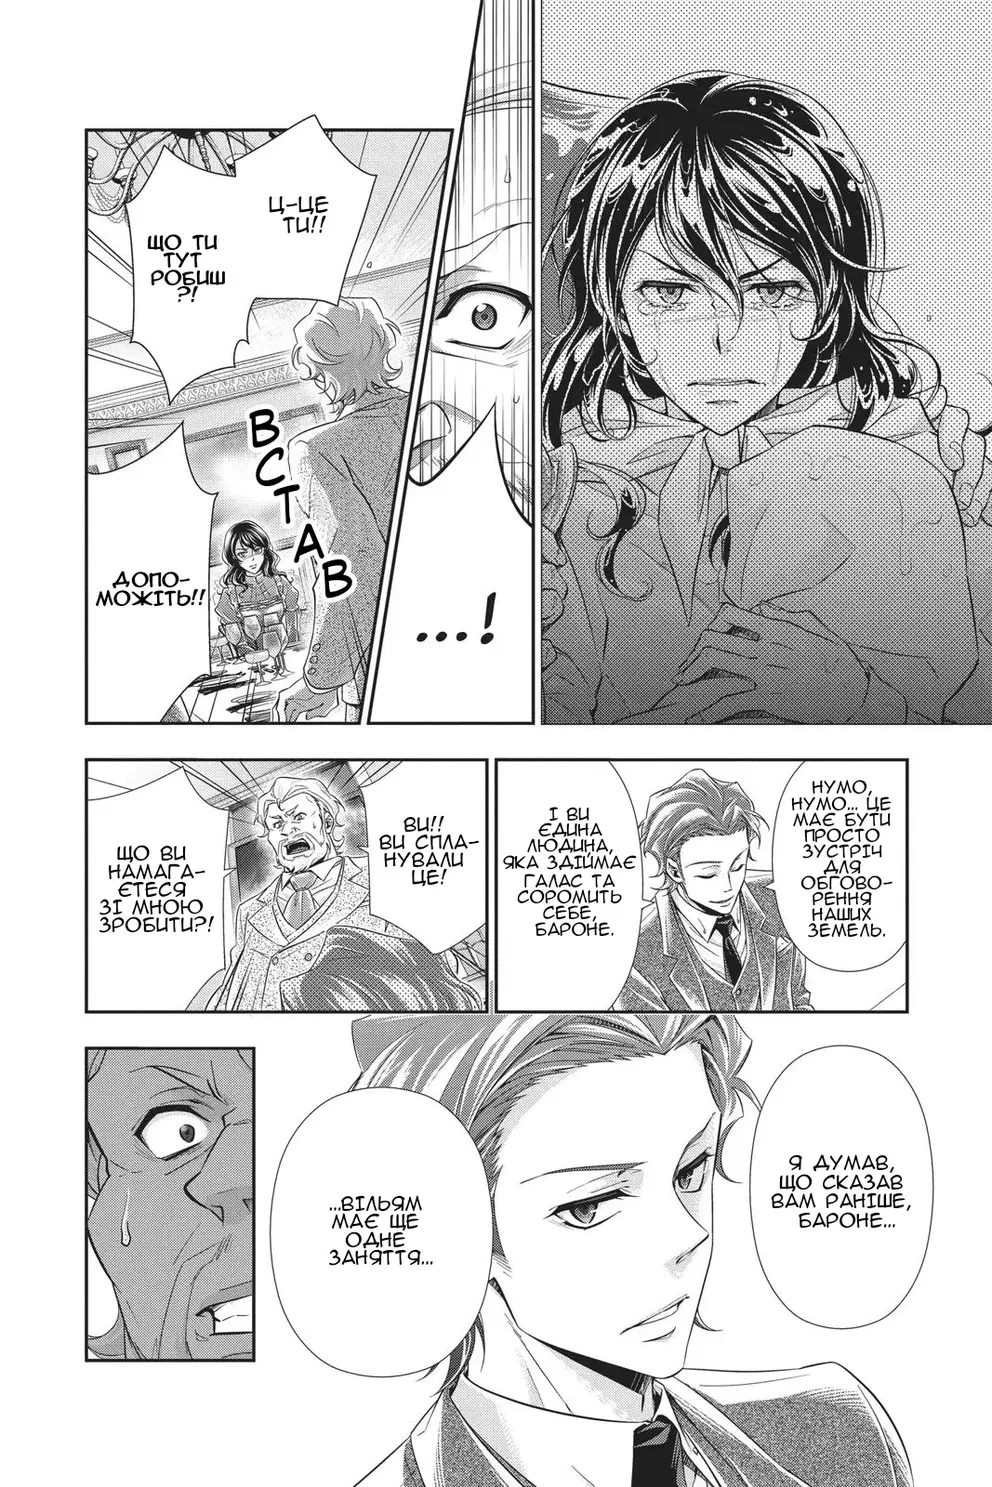 ...!
Ц-ЦЕ
ТИ!!
ЩО ТИ
ТУТ
РОБИШ
?!
ВСТАВ
ДОПО-
МОЖІТЬ!!
НУМО,
НУМО... ЦЕ
МАЄ БУТИ
ПРОСТО
ЗУСТРІЧ
ДЛЯ
ОБГОВО-
РЕННЯ
НАШИХ
ЗЕМЕЛЬ.
І ВИ
ЄДИНА
ЛЮДИНА,
ЯКА ЗДІЙМАЄ
ГАЛАС ТА
СОРОМИТЬ
СЕБЕ,
БАРОНЕ.
ВИ!!
ВИ СПЛА-
НУВАЛИ
ЦЕ!
ЩО ВИ
НАМАГА-
ЄТЕСЯ
ЗІ МНОЮ
ЗРОБИТИ?!
Я ДУМАВ,
ЩО СКАЗАВ
ВАМ РАНІШЕ,
БАРОНЕ...
...ВІЛЬЯМ
МАЄ ЩЕ
ОДНЕ
ЗАНЯТТЯ...